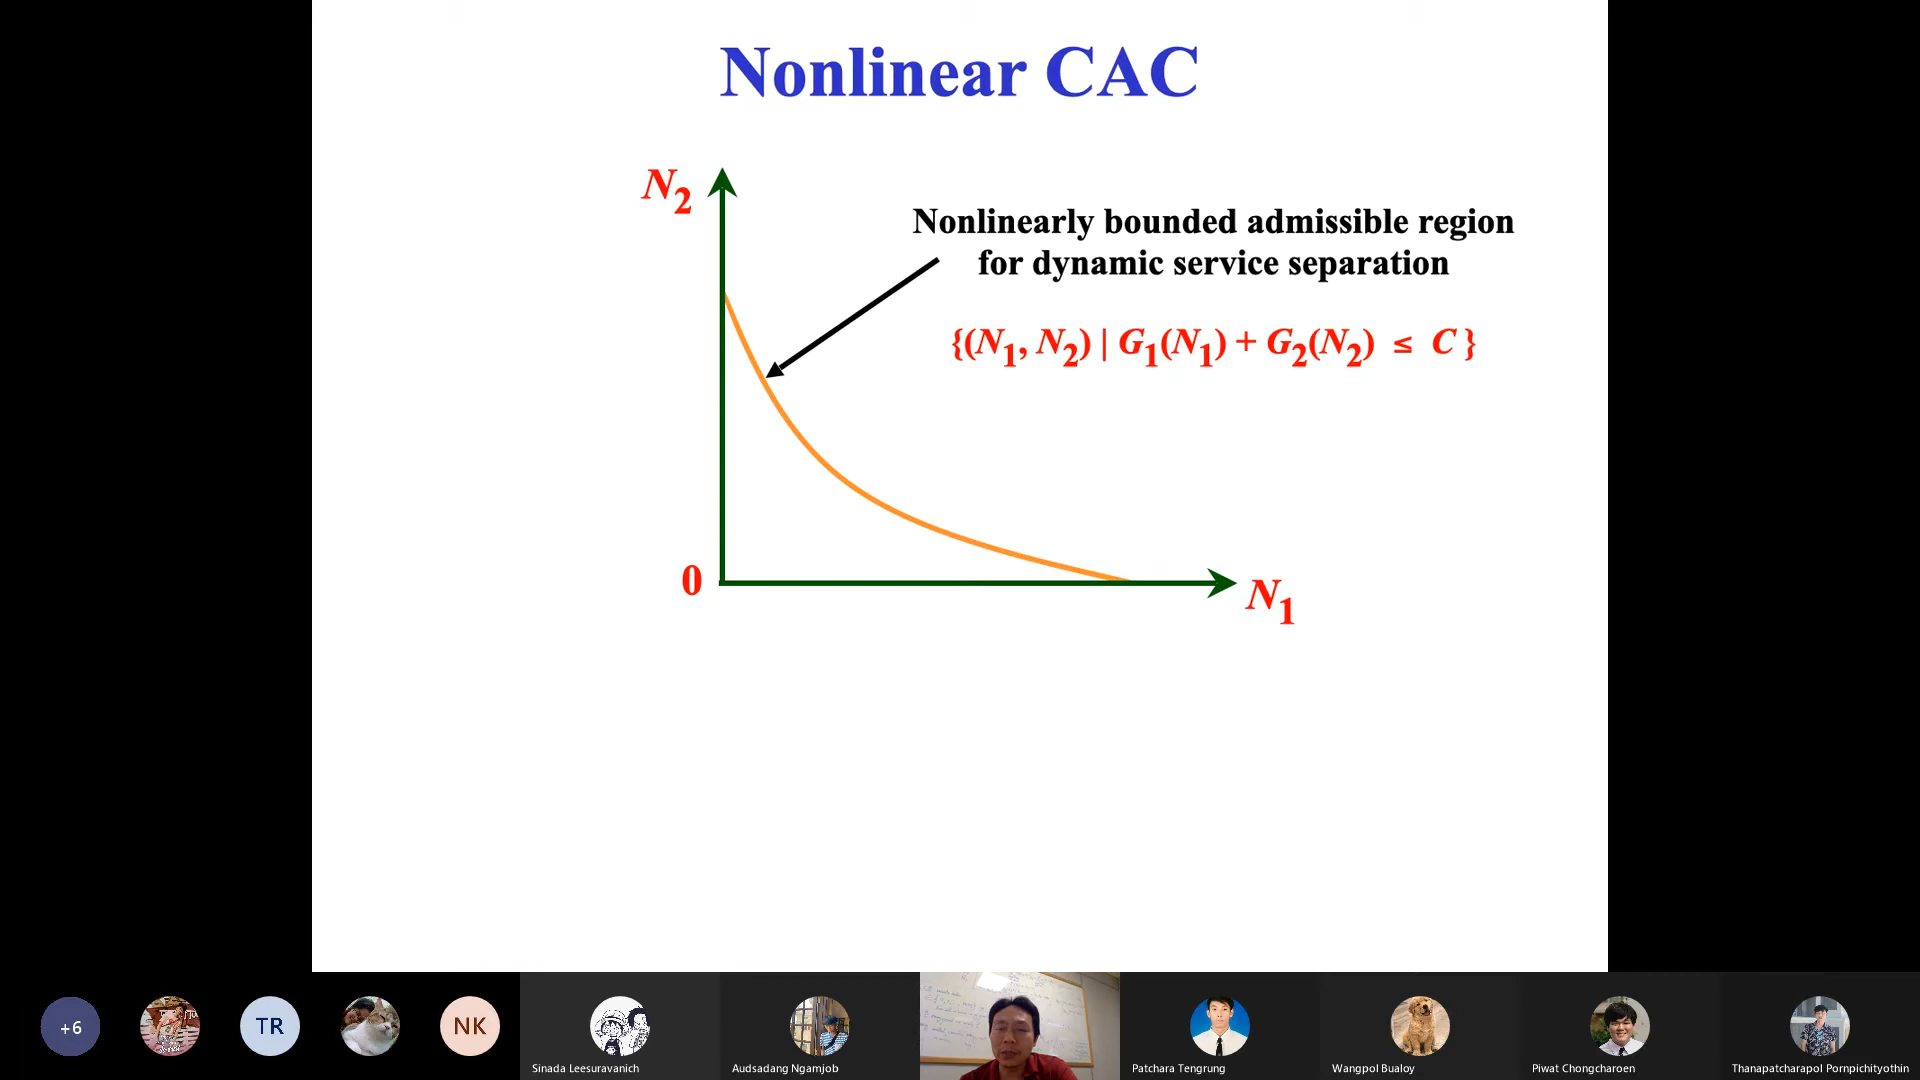 Nonlinear CAC
N2
Nonlinearly bounded admissible region
for dynamic service separation
{(N1, N2) | G1(N1) + G2(N2) ≤ C }
0
N1
+6
TR
NK
Sinada Leesuravanich
Audsadang Ngamjob
Patchara Tengrung
Wangpol Bualoy
Piwat Chongcharoen
Thanapatcharapol Pornpichityothin